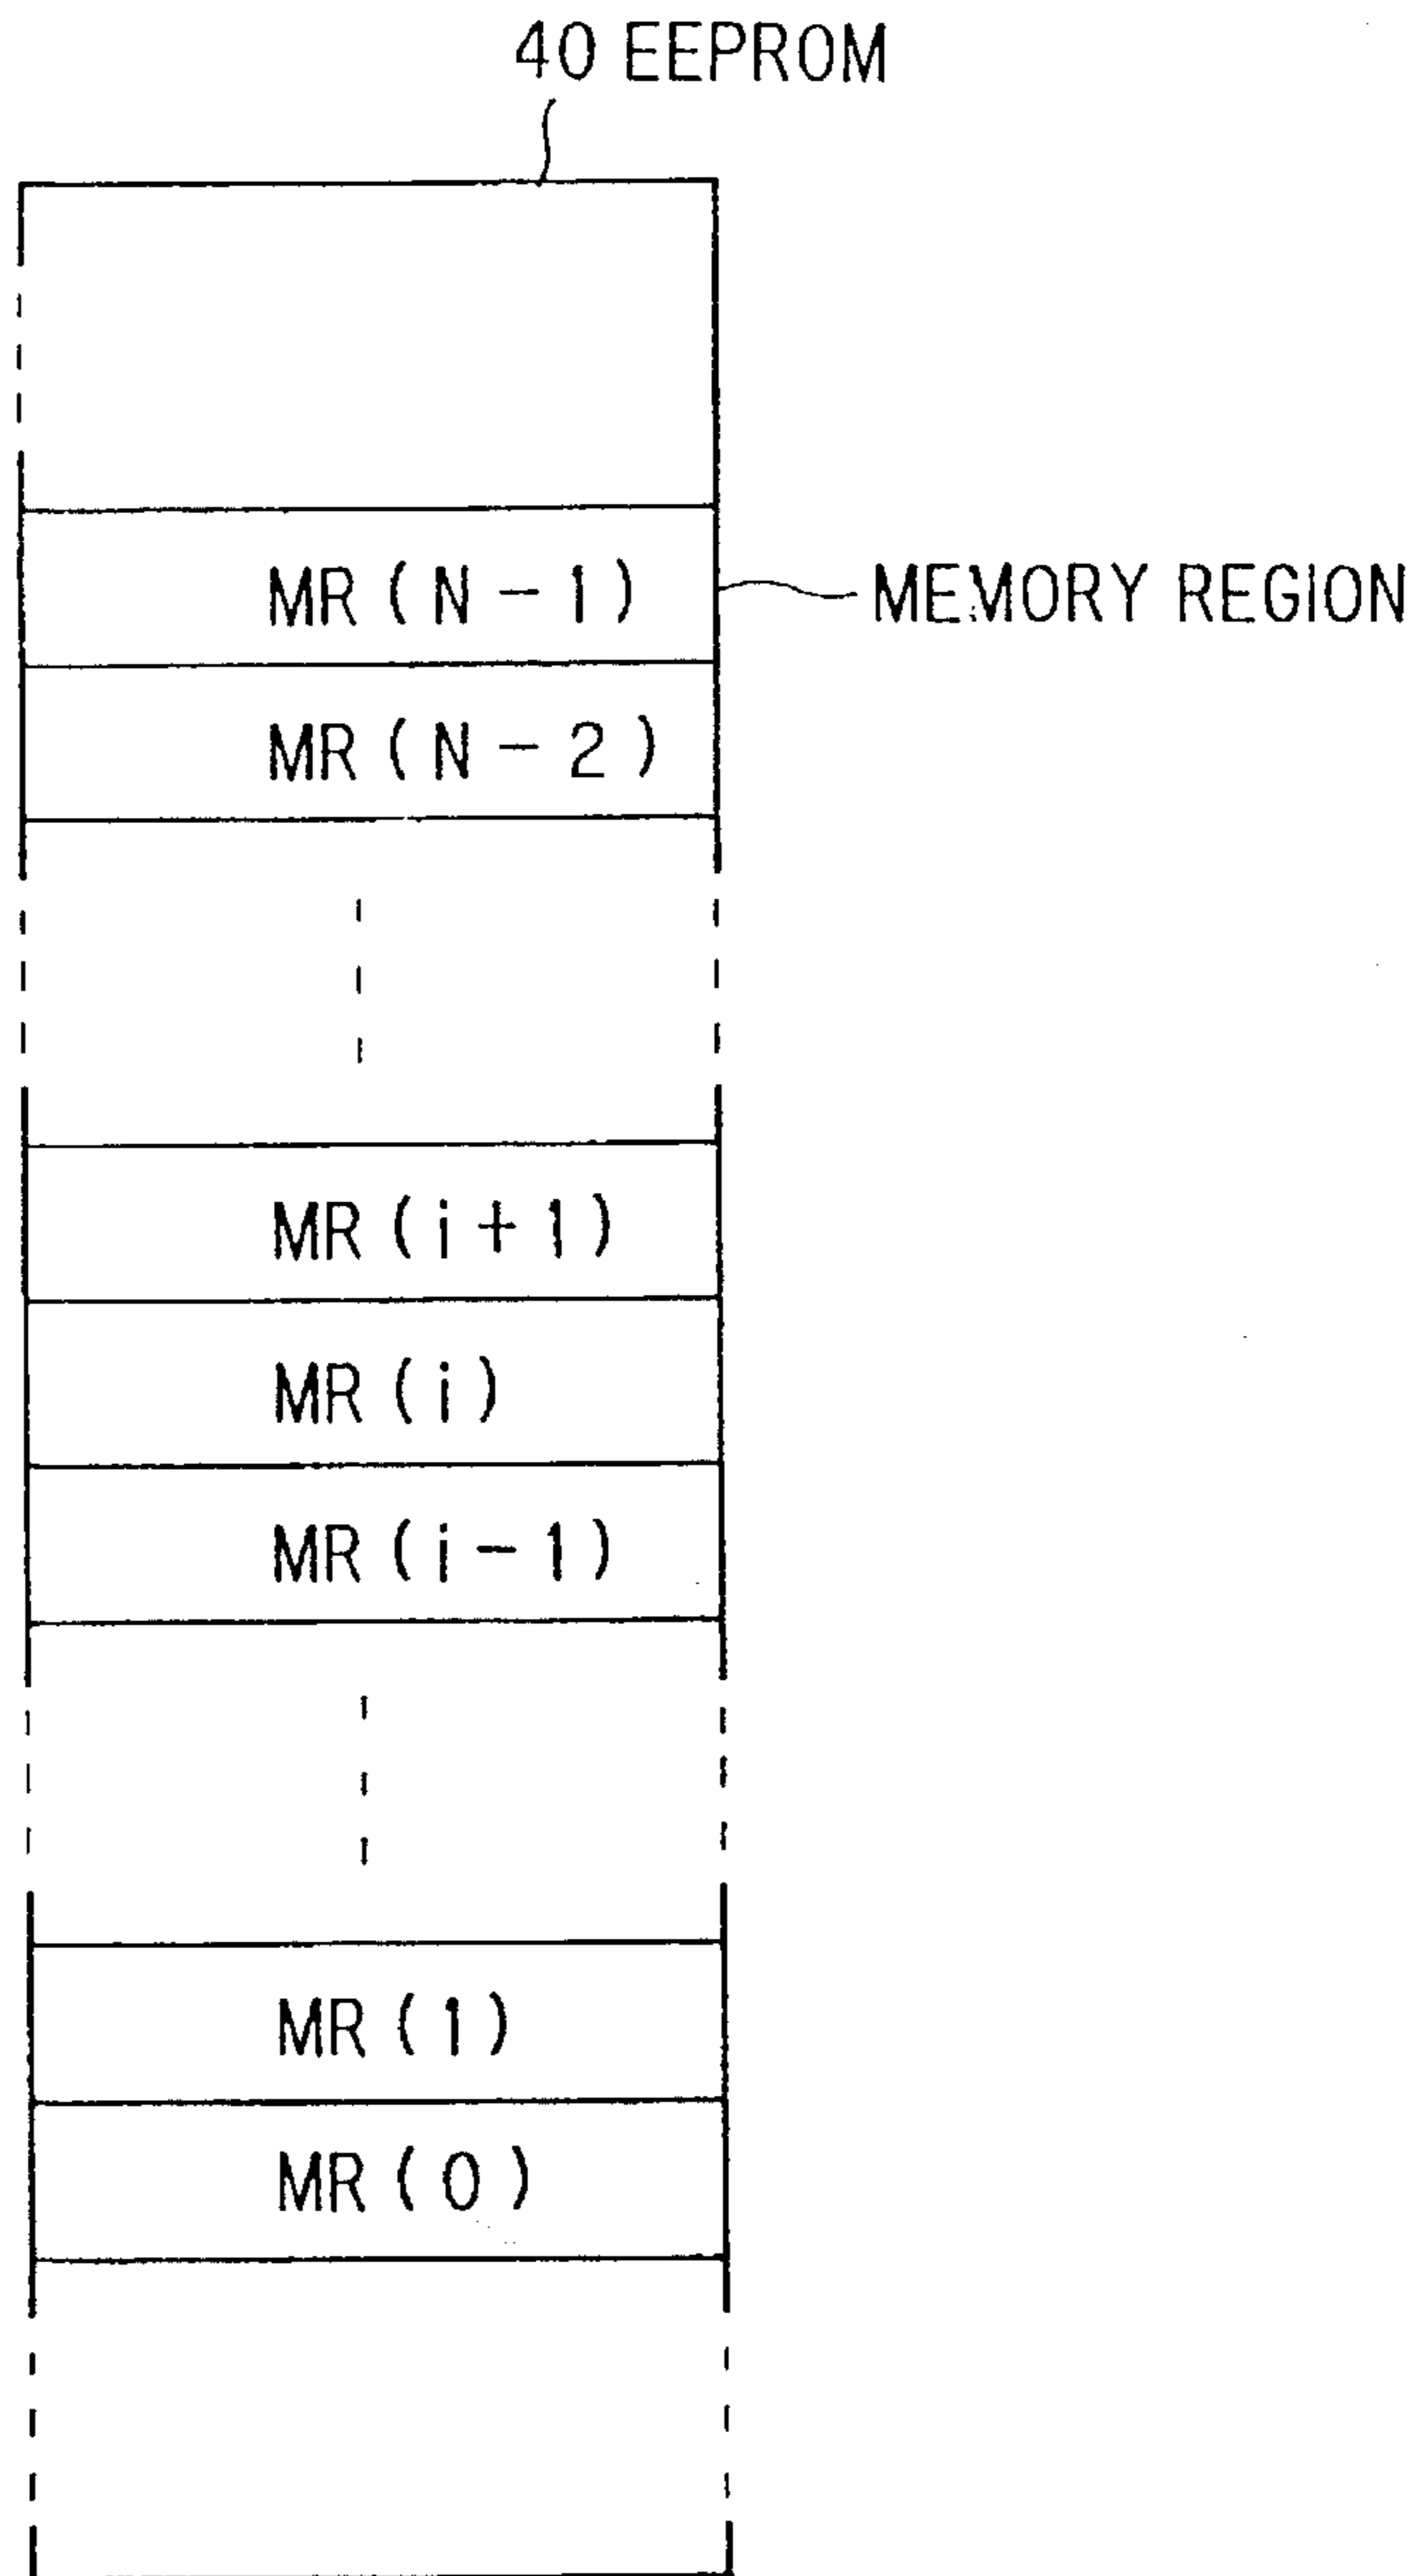 40 EEPROM
MR(N-1)
MEMORY REGION
MR(N-2)
MR(i+1)
MR(i)
MR(i-1)
MR(1)
MR(0)